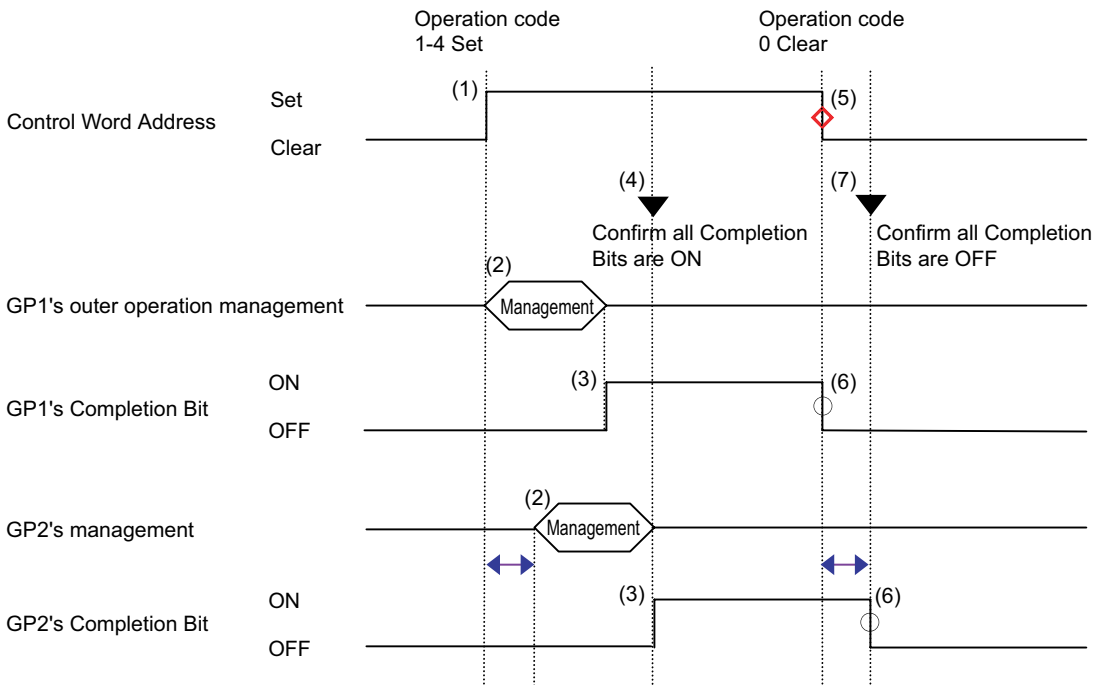 Operation code
1-4 Set
Operation code
0 Clear
(1)
(5)
Set
Control Word Address
Clear
(4)
(7)
Confirm all Completion
Bits are ON
Confirm all Completion
Bits are OFF
(2)
GP1's outer operation management
Management
ON
(3)
(6)
GP1's Completion Bit
OFF
(2)
GP2's management
Management
ON
(3)
(6)
GP2's Completion Bit
OFF